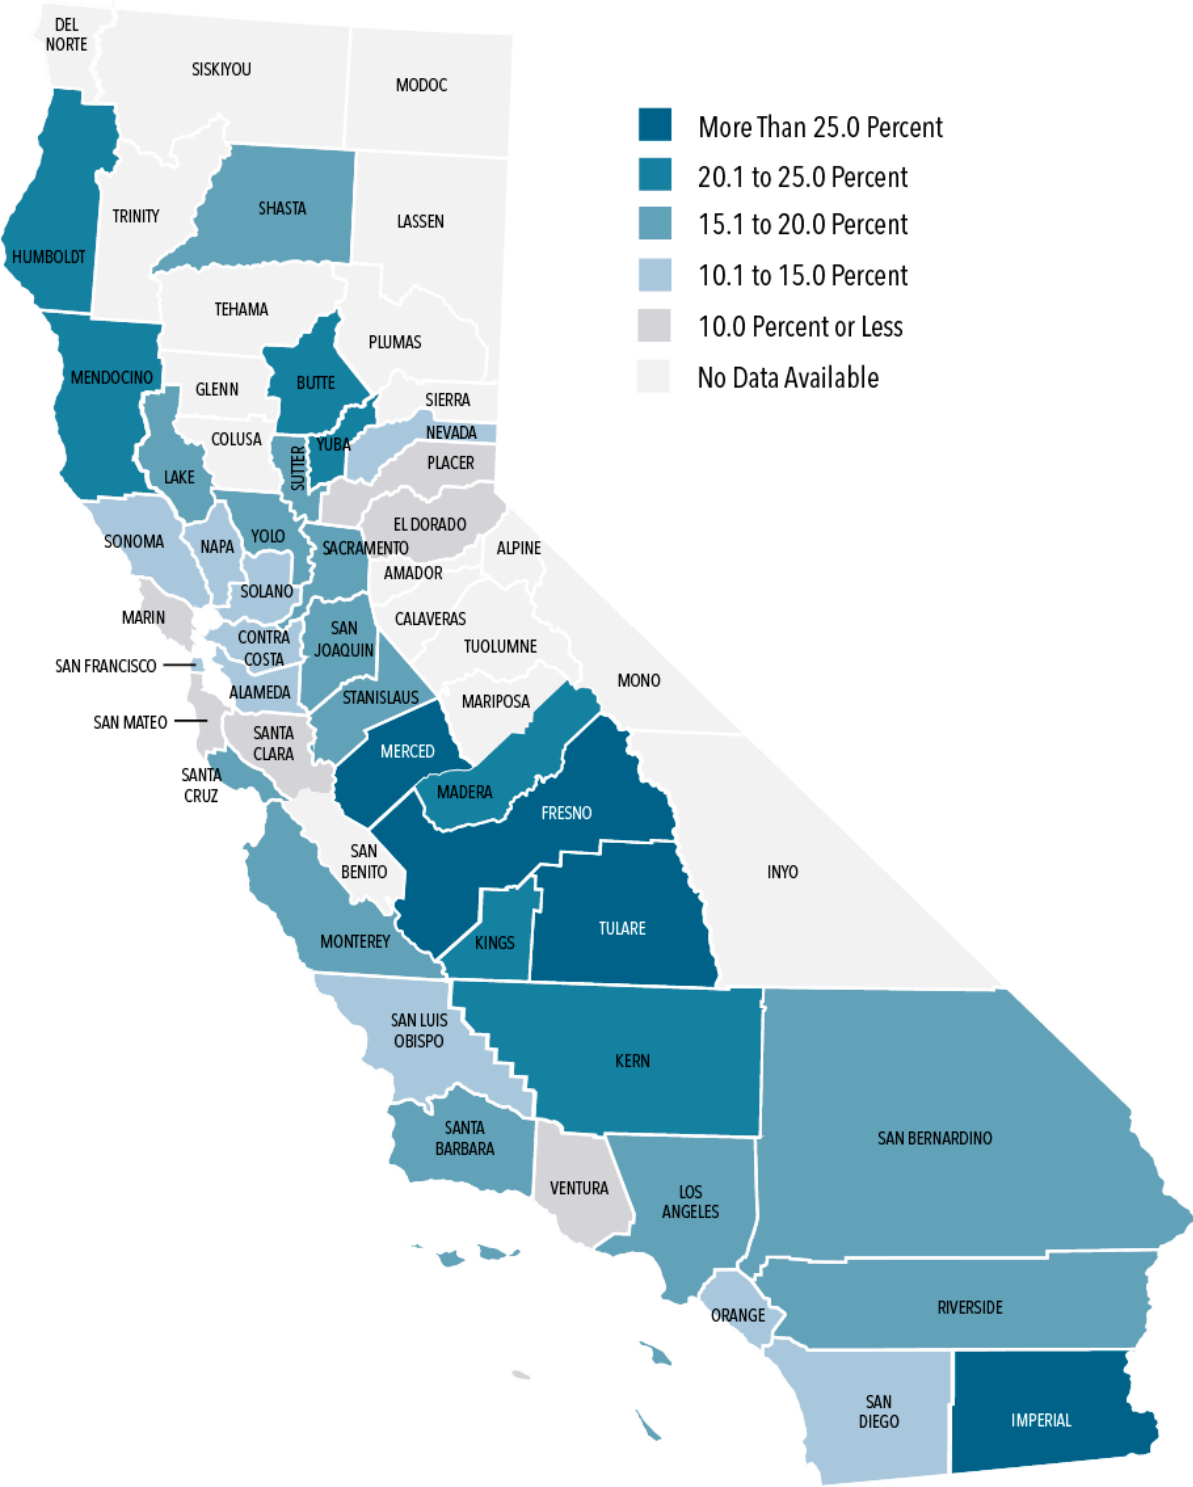 DEL
NORTE
SISKIYOU
MODOC
More Than 25.0 Percent
20.1 to 25.0 Percent
15.1 to 20.0 Percent
10.1 to 15.0 Percent
10.0 Percent or Less
No Data Available
TRINITY
SHASTA
LASSEN
HUMBOLDT
TEHAMA
PLUMAS
MENDOCINO
GLENN
BUTTE
SIERRA
COLUSA
YUBA
NEVADA
SUTTER
PLACER
LAKE
EL DORADO
SONOMA
NAPA
YOLO
SACRAMENTO
ALPINE
AMADOR
SOLANO
MARIN
CALAVERAS
CONTRA
COSTA
SAN
JOAQUIN
TUOLUMNE
SAN FRANCISCO
MONO
ALAMEDA
STANISLAUS
MARIPOSA
SAN MATEO
SANTA
CLARA
MERCED
SANTA
CRUZ
MADERA
FRESNO
SAN
BENITO
INYO
MONTEREY
KINGS
TULARE
SAN LUIS
OBISPO
KERN
SANTA
BARBARA
SAN BERNARDINO
VENTURA
LOS
ANGELES
ORANGE
RIVERSIDE
SAN
DIEGO
IMPERIAL